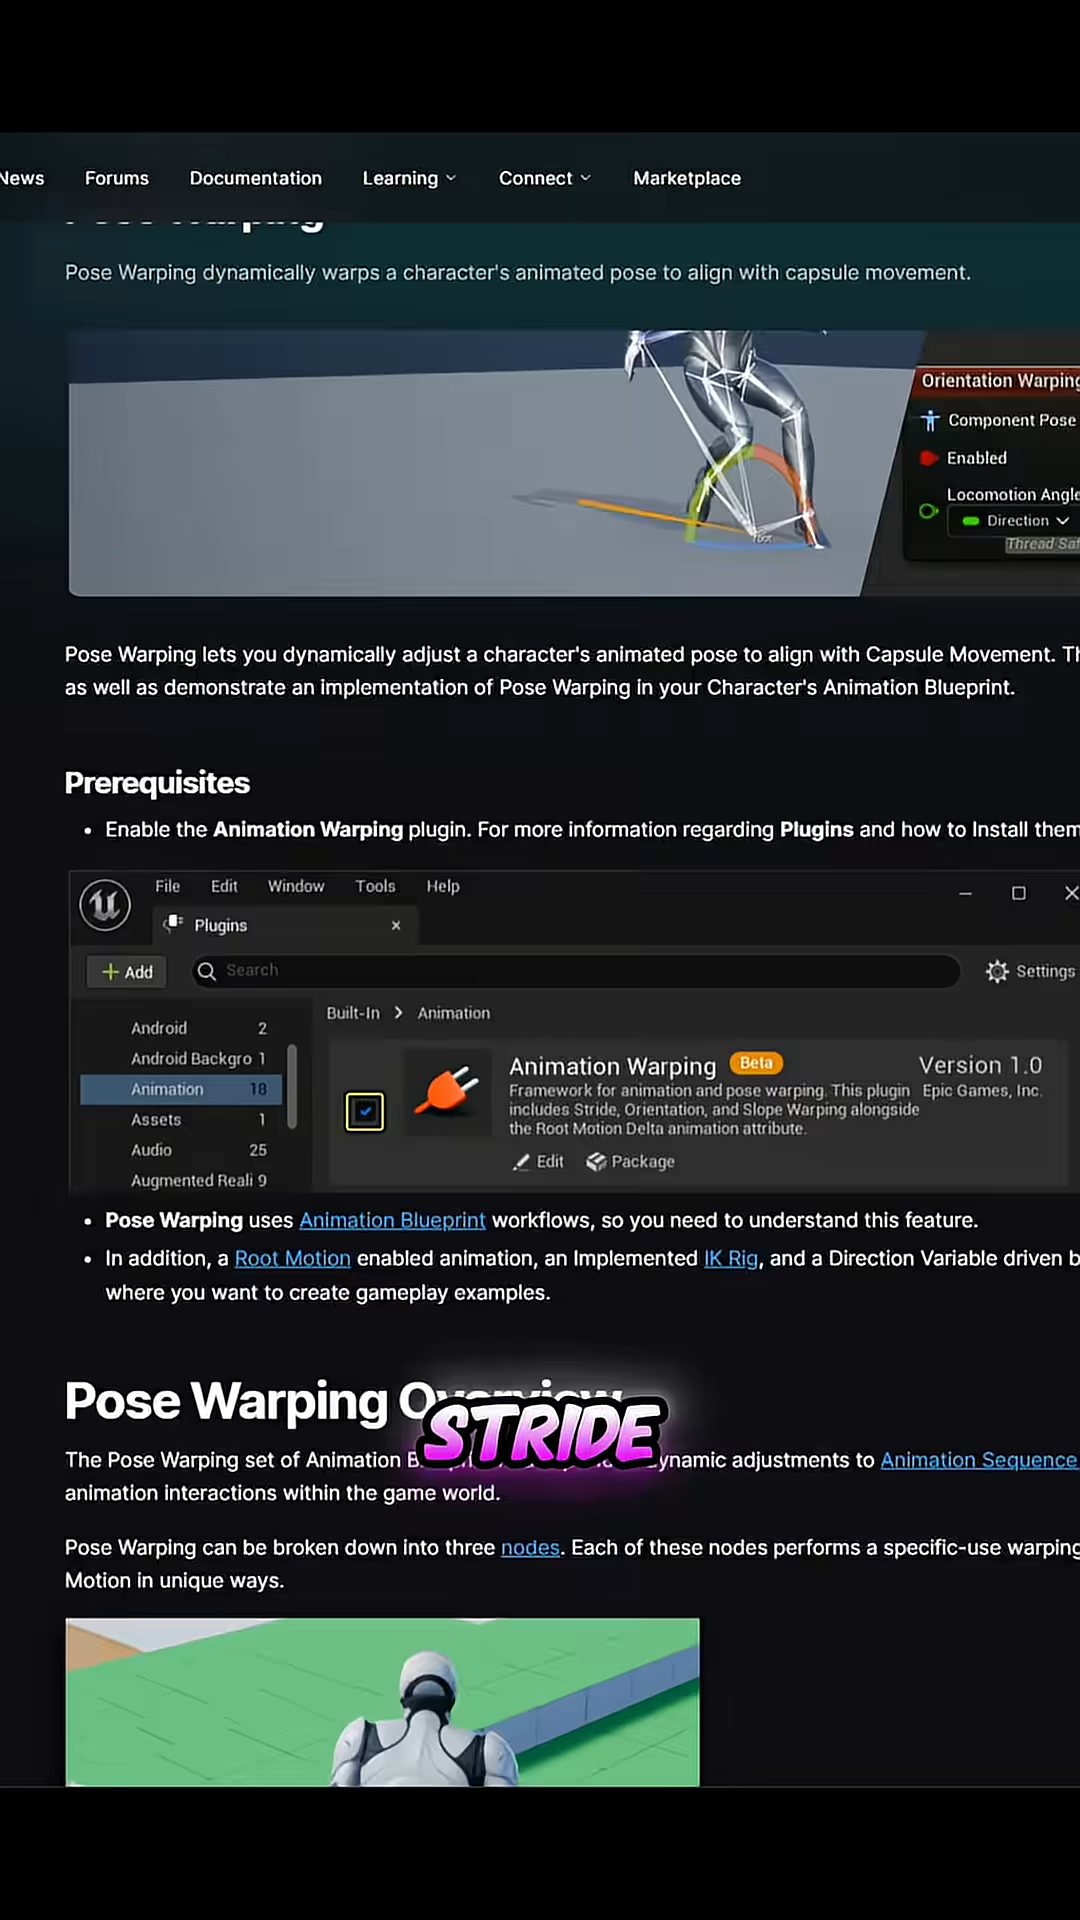 News Forums Documentation Learning Connect Marketplace
Pose Warping
Pose Warping dynamically warps a character's animated pose to align with capsule movement.
Orientation Warping
Component Pose
Enabled
Locomotion Angle
Direction
Thread Saf
root
Pose Warping lets you dynamically adjust a character's animated pose to align with Capsule Movement. Th
as well as demonstrate an implementation of Pose Warping in your Character's Animation Blueprint.
Prerequisites
• Enable the Animation Warping plugin. For more information regarding Plugins and how to Install them
File Edit Window Tools Help
Plugins
+ Add Search Settings
Built-In > Animation
Android 2
Android Backgro 1
Animation 18
Assets 1
Audio 25
Augmented Reali 9
Animation Warping Beta Version 1.0
Framework for animation and pose warping. This plugin Epic Games, Inc.
includes Stride, Orientation, and Slope Warping alongside
the Root Motion Delta animation attribute.
Edit Package
• Pose Warping uses Animation Blueprint workflows, so you need to understand this feature.
• In addition, a Root Motion enabled animation, an Implemented IK Rig, and a Direction Variable driven b
where you want to create gameplay examples.
Pose Warping Overview
STRIDE
The Pose Warping set of Animation dynamic adjustments to Animation Sequence
animation interactions within the game world.
Pose Warping can be broken down into three nodes. Each of these nodes performs a specific-use warping
Motion in unique ways.